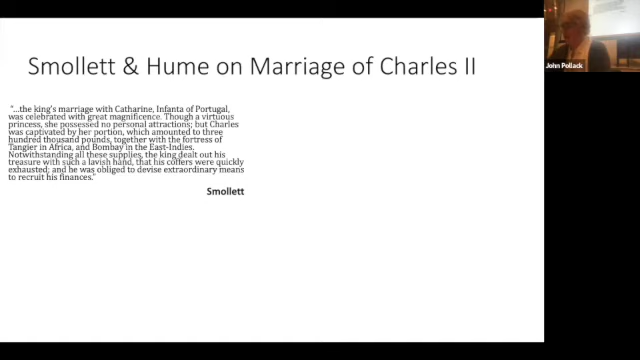 Smollett & Hume on Marriage of Charles II
"...the king's marriage with Catharine, Infanta of Portugal,
was celebrated with great magnificence. Though a virtuous
princess, she possessed no personal attractions; but Charles
was captivated by her portion, which amounted to three
hundred thousand pounds, together with the fortress of
Tangier in Africa, and Bombay in the East-Indies.
Notwithstanding all these supplies, the king dealt out his
treasure with such a lavish hand, that his coffers were quickly
exhausted; and he was obliged to devise extraordinary means
to recruit his finances."
Smollett
John Pollack